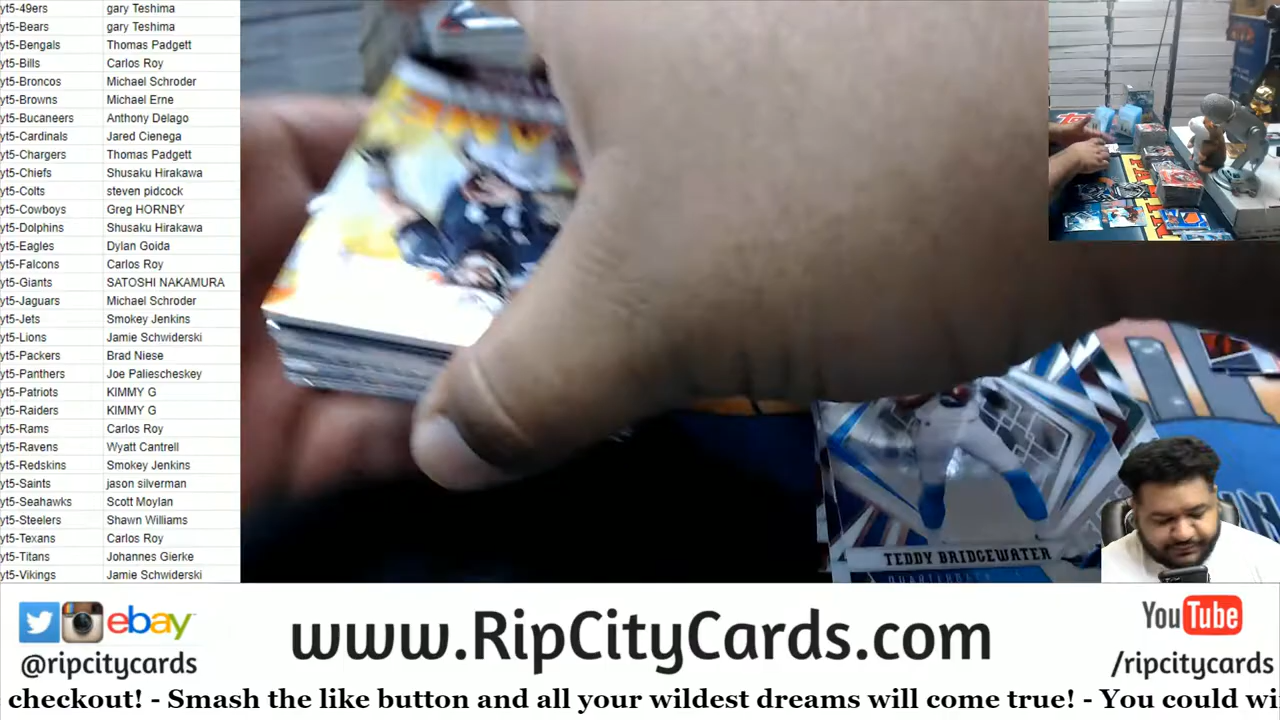 yt5-49ers gary Teshima
yt5-Bears gary Teshima
yt5-Bengals Thomas Padgett
yt5-Bills Carlos Roy
yt5-Broncos Michael Schroder
yt5-Browns Michael Erne
yt5-Bucaneers Anthony Delago
yt5-Cardinals Jared Cienega
yt5-Chargers Thomas Padgett
yt5-Chiefs Shusaku Hirakawa
yt5-Colts steven pidcock
yt5-Cowboys Greg HORNBY
yt5-Dolphins Shusaku Hirakawa
yt5-Eagles Dylan Goida
yt5-Falcons Carlos Roy
yt5-Giants SATOSHI NAKAMURA
yt5-Jaguars Michael Schroder
yt5-Jets Smokey Jenkins
yt5-Lions Jamie Schwiderski
yt5-Packers Brad Niese
yt5-Panthers Joe Paliescheskey
yt5-Patriots KIMMY G
yt5-Raiders KIMMY G
yt5-Rams Carlos Roy
yt5-Ravens Wyatt Cantrell
yt5-Redskins Smokey Jenkins
yt5-Saints jason silverman
yt5-Seahawks Scott Moylan
yt5-Steelers Shawn Williams
yt5-Texans Carlos Roy
yt5-Titans Johannes Gierke
yt5-Vikings Jamie Schwiderski
TEDDY BRIDGEWATER
QUARTERBACK
ebay
@ripcitycards
www.RipCityCards.com
YouTube
/ripcitycards
checkout! - Smash the like button and all your wildest dreams will come true! - You could wi